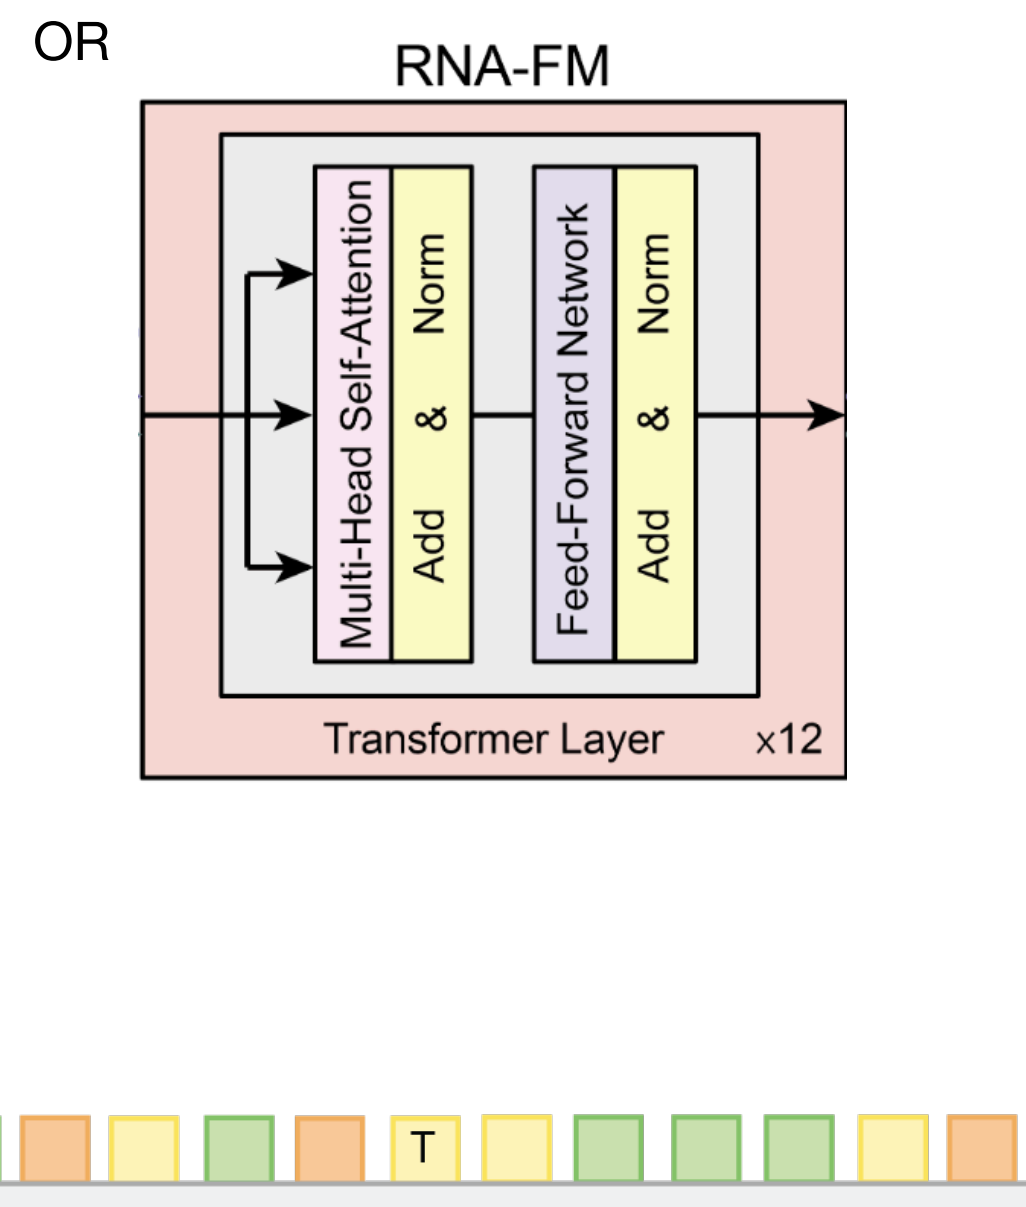 OR
RNA-FM
Multi-Head Self-Attention
Add & Norm
Feed-Forward Network
Add & Norm
Transformer Layer x12
T